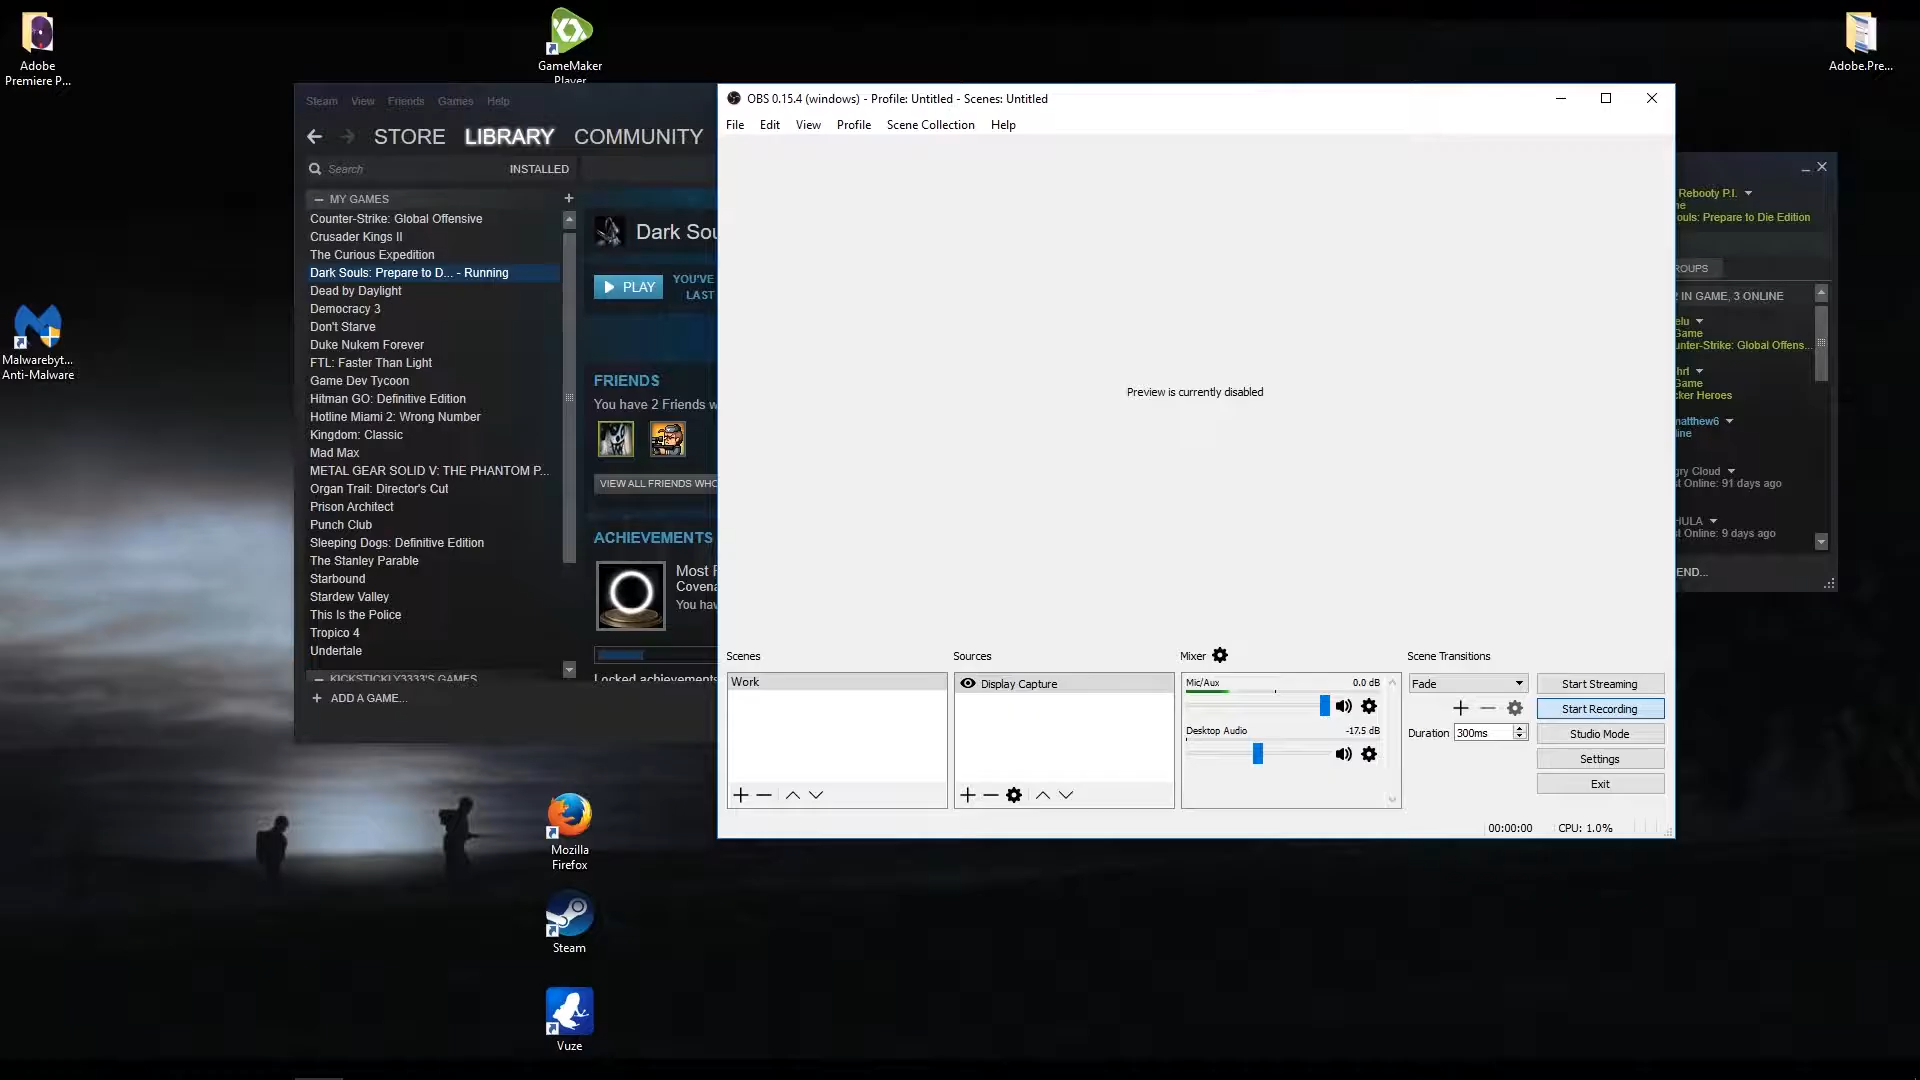 Adobe
Premiere P...
GameMaker
Player
Adobe.Pre...
Malwarebyt...
Anti-Malware
Mozilla
Firefox
Steam
Vuze
Steam View Friends Games Help
STORE LIBRARY COMMUNITY
Search INSTALLED
MY GAMES
Counter-Strike: Global Offensive
Crusader Kings II
The Curious Expedition
Dark Souls: Prepare to D... - Running
Dead by Daylight
Democracy 3
Don't Starve
Duke Nukem Forever
FTL: Faster Than Light
Game Dev Tycoon
Hitman GO: Definitive Edition
Hotline Miami 2: Wrong Number
Kingdom: Classic
Mad Max
METAL GEAR SOLID V: THE PHANTOM P...
Organ Trail: Director's Cut
Prison Architect
Punch Club
Sleeping Dogs: Definitive Edition
The Stanley Parable
Starbound
Stardew Valley
This Is the Police
Tropico 4
Undertale
KICKSTICKLY3333'S GAMES
+ ADD A GAME...
Dark Sou
PLAY
YOU'VE
LAST
FRIENDS
You have 2 Friends w
VIEW ALL FRIENDS WHO
ACHIEVEMENTS
Most F
Covena
You hav
Locked achievements
OBS 0.15.4 (windows) - Profile: Untitled - Scenes: Untitled
File Edit View Profile Scene Collection Help
Preview is currently disabled
Scenes
Work
Sources
Display Capture
Mixer
Mic/Aux 0.0 dB
Desktop Audio -17.5 dB
Scene Transitions
Fade
Duration 300ms
Start Streaming
Start Recording
Studio Mode
Settings
Exit
00:00:00 CPU: 1.0%
Rebooty P.I.
ne
ouls: Prepare to Die Edition
ROUPS
IN GAME, 3 ONLINE
elu
Game
unter-Strike: Global Offens...
hrl
Game
cker Heroes
natthew6
ine
gry Cloud
t Online: 91 days ago
HULA
t Online: 9 days ago
END...